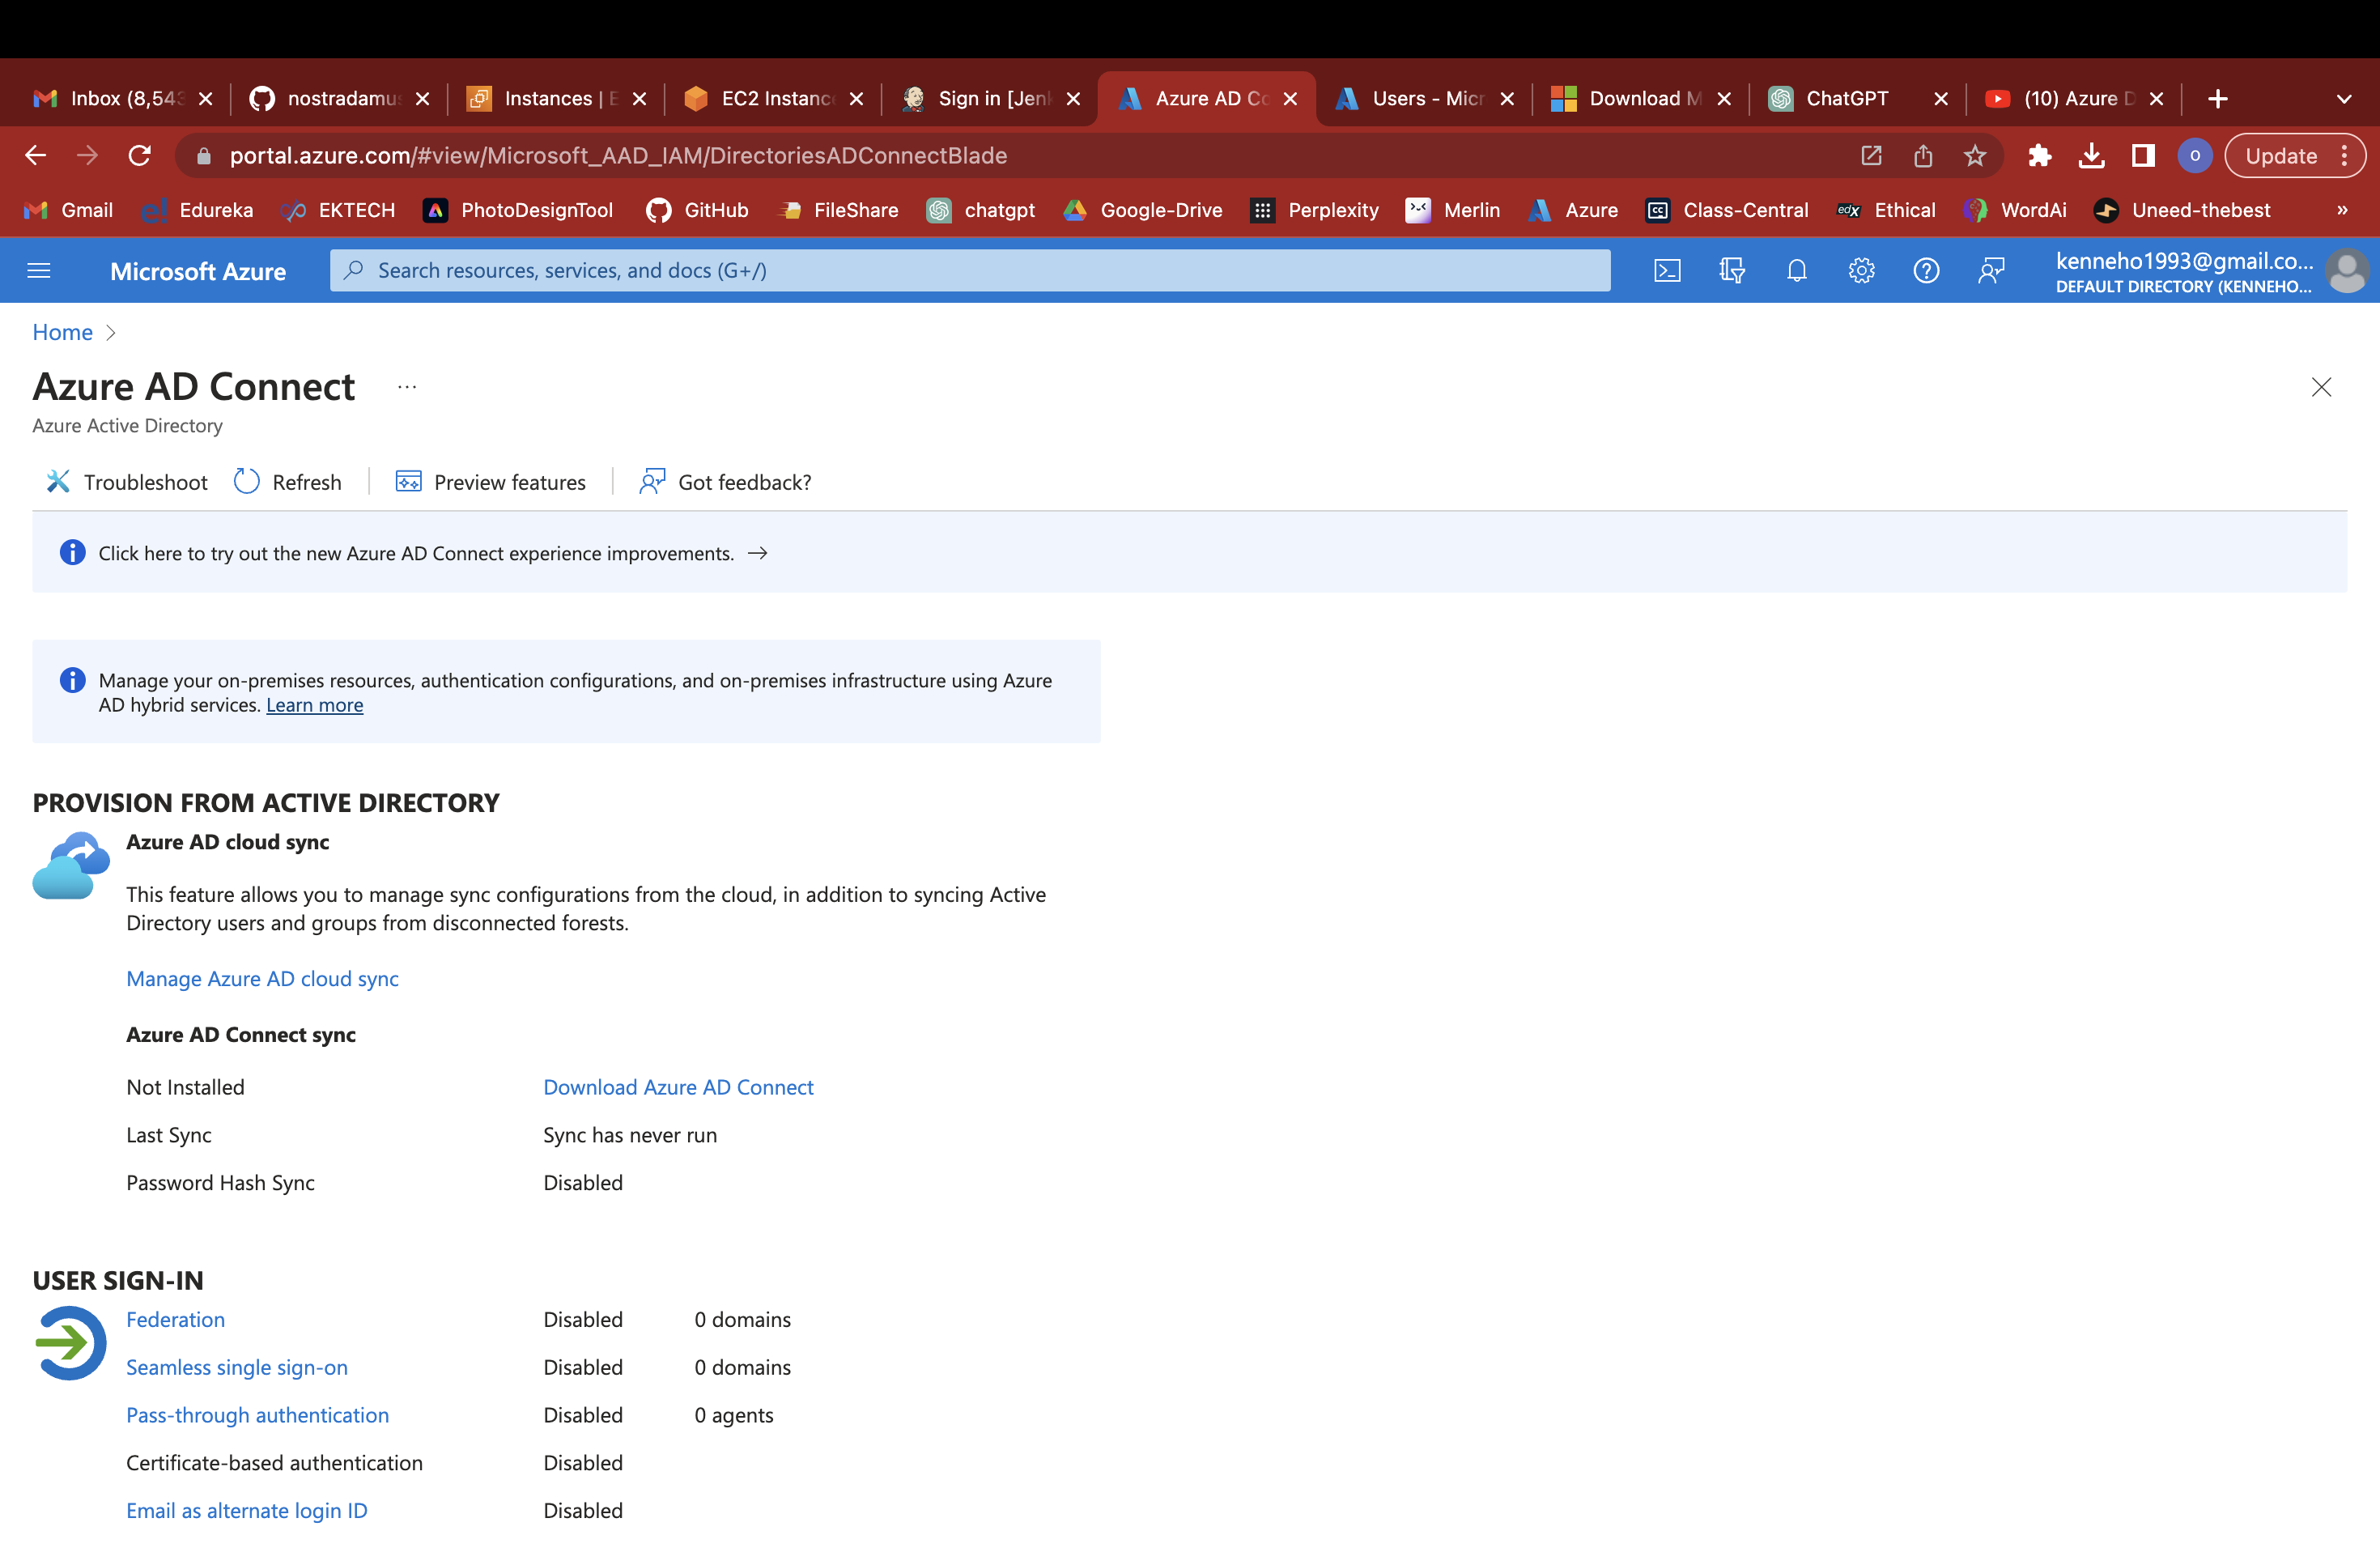 Inbox (8,543
nostradamus
Instances | E
EC2 Instanc
Sign in [Jenk
Azure AD Co
Users - Micr
Download M
ChatGPT
(10) Azure D
portal.azure.com/#view/Microsoft_AAD_IAM/DirectoriesADConnectBlade
O
Update
Gmail
Edureka
EKTECH
PhotoDesignTool
GitHub
FileShare
chatgpt
Google-Drive
Perplexity
Merlin
Azure
Class-Central
Ethical
WordAi
Uneed-thebest
»
Microsoft Azure
Search resources, services, and docs (G+/)
kenneho1993@gmail.co...
DEFAULT DIRECTORY (KENNEHO...
Home
Azure AD Connect
Azure Active Directory
Troubleshoot
Refresh
Preview features
Got feedback?
Click here to try out the new Azure AD Connect experience improvements. →
Manage your on-premises resources, authentication configurations, and on-premises infrastructure using Azure
AD hybrid services. Learn more
PROVISION FROM ACTIVE DIRECTORY
Azure AD cloud sync
This feature allows you to manage sync configurations from the cloud, in addition to syncing Active
Directory users and groups from disconnected forests.
Manage Azure AD cloud sync
Azure AD Connect sync
Not Installed Download Azure AD Connect
Last Sync Sync has never run
Password Hash Sync Disabled
USER SIGN-IN
Federation Disabled 0 domains
Seamless single sign-on Disabled 0 domains
Pass-through authentication Disabled 0 agents
Certificate-based authentication Disabled
Email as alternate login ID Disabled